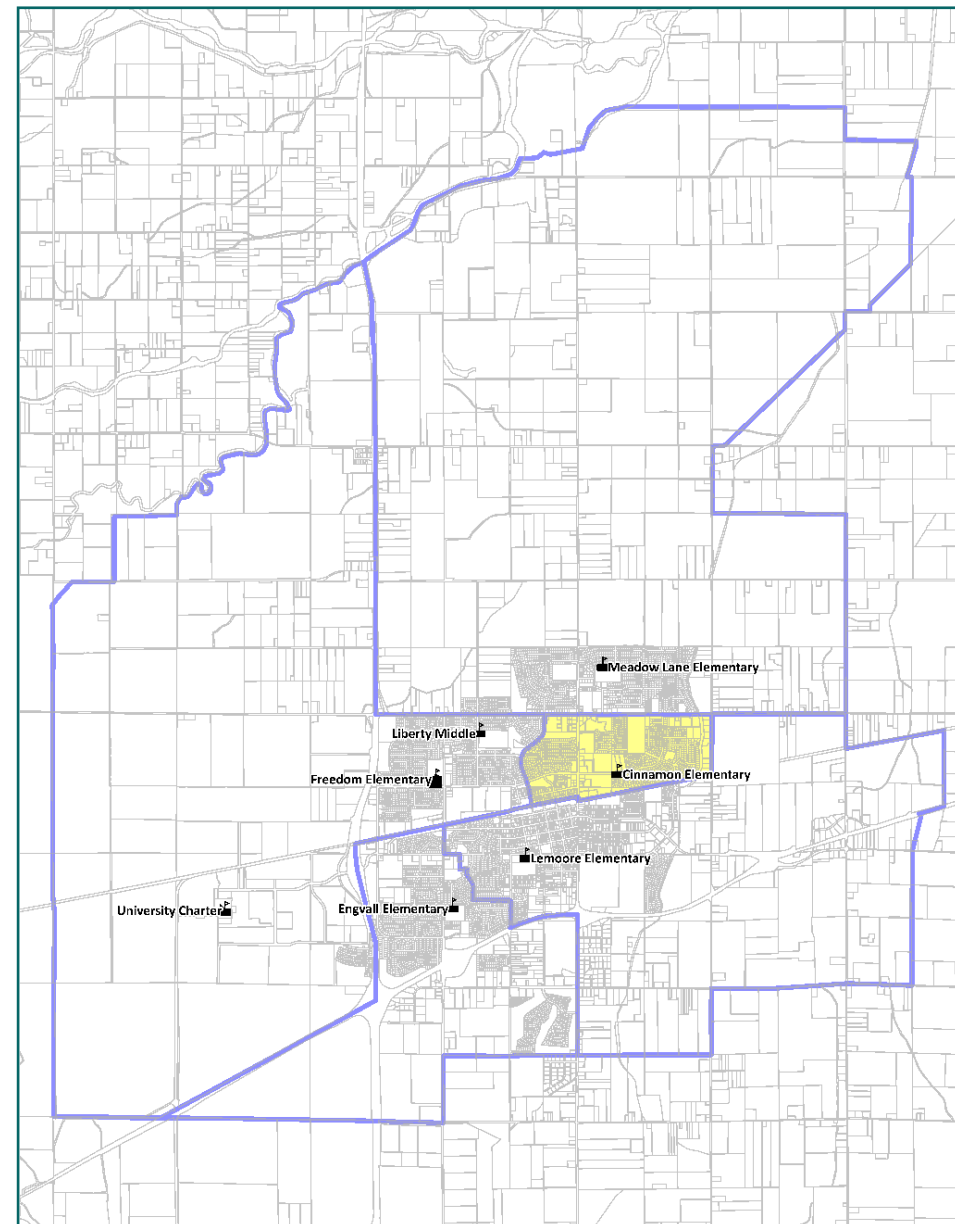 Meadow Lane Elementary
Liberty Middle
Cinnamon Elementary
Freedom Elementary
Lemoore Elementary
University Charter
Engvall Elementary